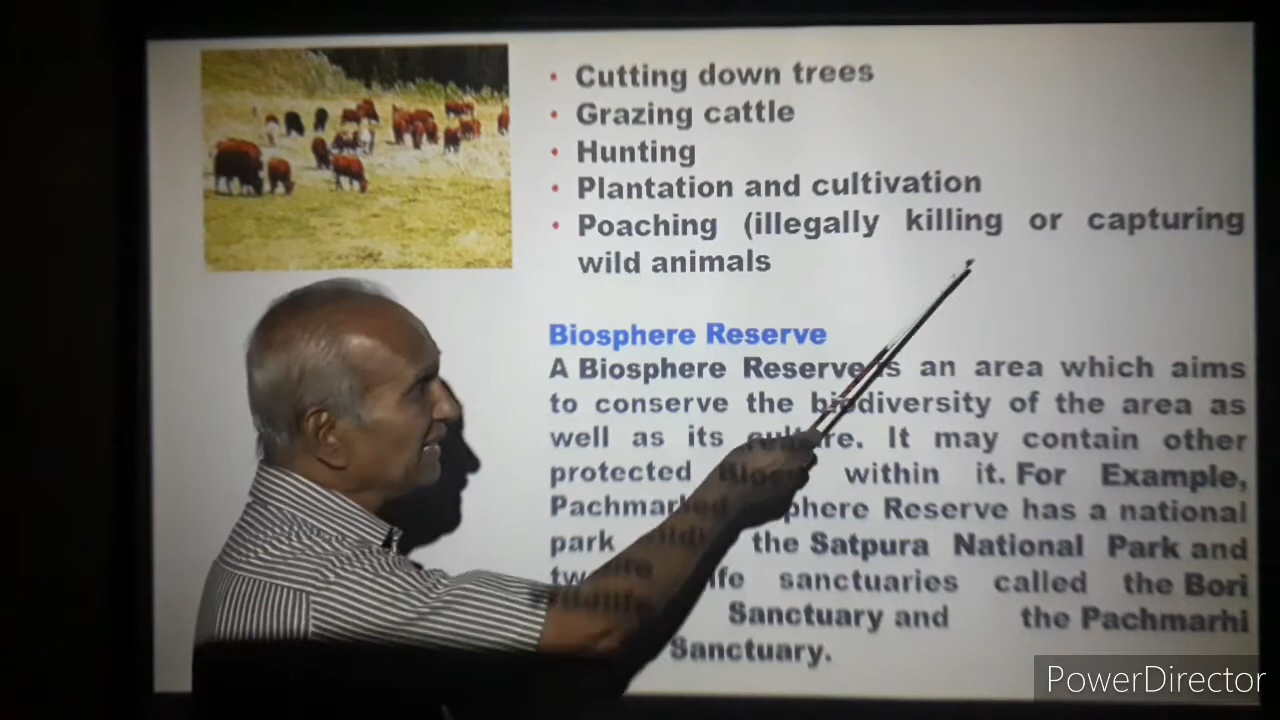 • Cutting down trees
• Grazing cattle
• Hunting
• Plantation and cultivation
• Poaching (illegally killing or capturing
wild animals
Biosphere Reserve
A Biosphere Reserve is an area which aims
to conserve the biodiversity of the area as
well as its culture. It may contain other
protected within it. For Example,
Reserve has a national
park the Satpura National Park and
sanctuaries called the Bori
Sanctuary and the Pachmarhi
Sanctuary.
PowerDirector